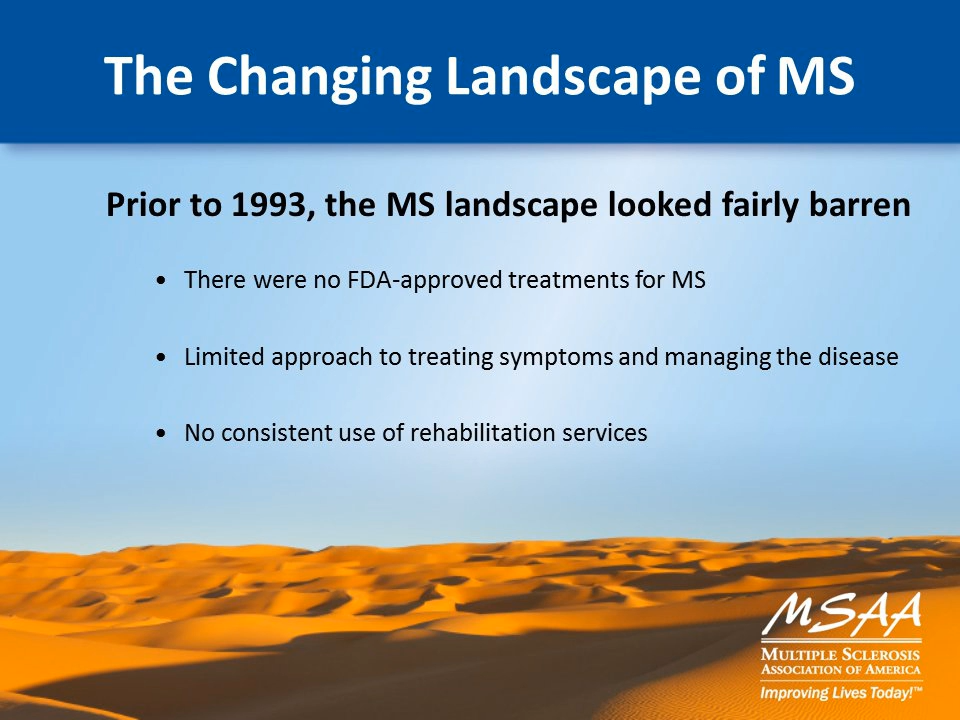 The Changing Landscape of MS
Prior to 1993, the MS landscape looked fairly barren
• There were no FDA-approved treatments for MS
• Limited approach to treating symptoms and managing the disease
• No consistent use of rehabilitation services
MSAA
MULTIPLE SCLEROSIS
ASSOCIATION OF AMERICA
Improving Lives Today!™